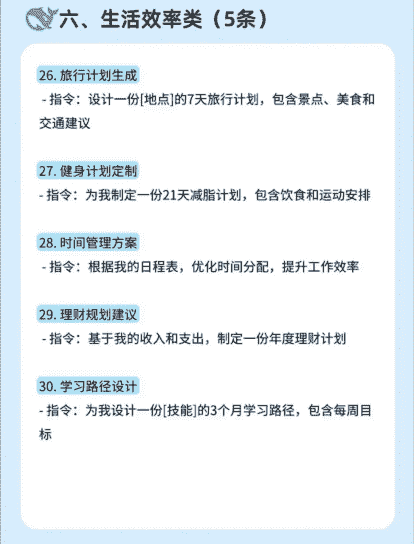 六、生活效率类（5条）
26. 旅行计划生成
- 指令：设计一份[地点]的7天旅行计划，包含景点、美食和
交通建议
27. 健身计划定制
- 指令：为我制定一份21天减脂计划，包含饮食和运动安排
28. 时间管理方案
- 指令：根据我的日程表，优化时间分配，提升工作效率
29. 理财规划建议
- 指令：基于我的收入和支出，制定一份年度理财计划
30. 学习路径设计
- 指令：为我设计一份[技能]的3个月学习路径，包含每周目
标